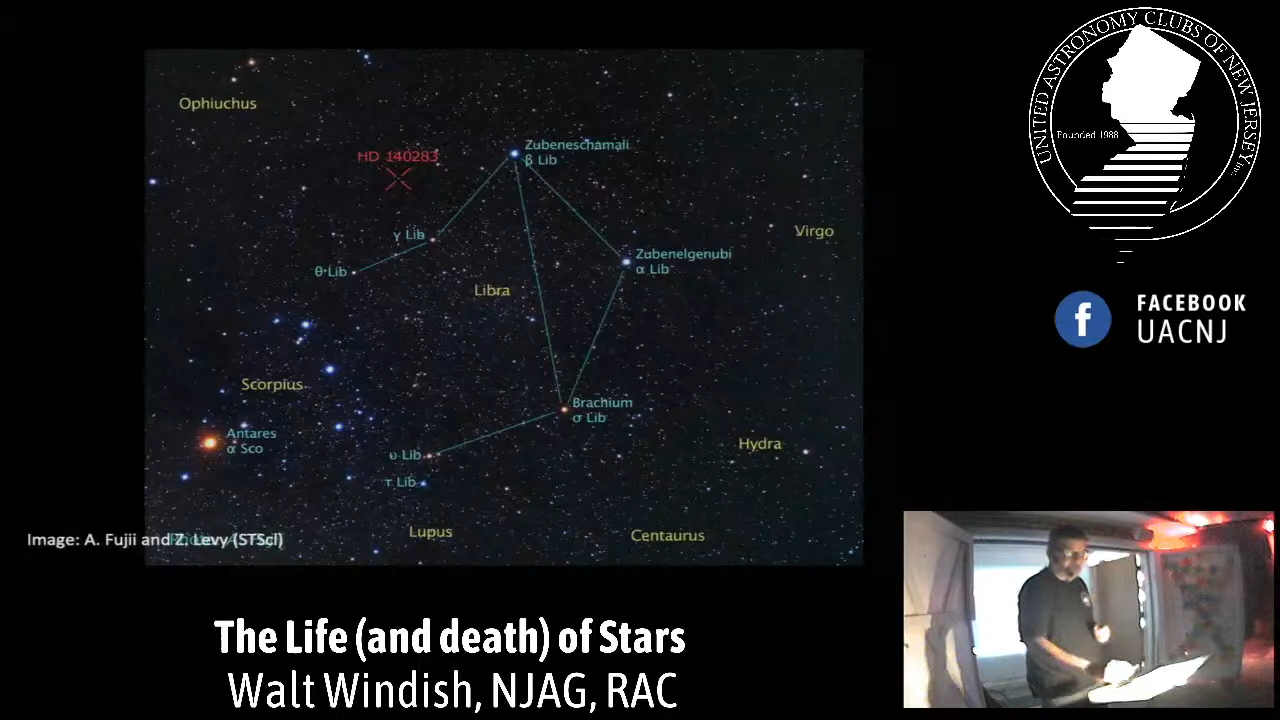 Ophiuchus
HD 140283
Zubeneschamali
β Lib
γ Lib
Virgo
Zubenelgenubi
α Lib
θ Lib
Libra
Scorpius
Brachium
σ Lib
Antares
α Sco
Hydra
υ Lib
τ Lib
Lupus
Centaurus
Image: A. Fujii and Z. Levy (STScI)
The Life (and death) of Stars
Walt Windish, NJAG, RAC
UNITED ASTRONOMY CLUBS OF NEW JERSEY, Inc.
Founded 1988
f
FACEBOOK
UACNJ